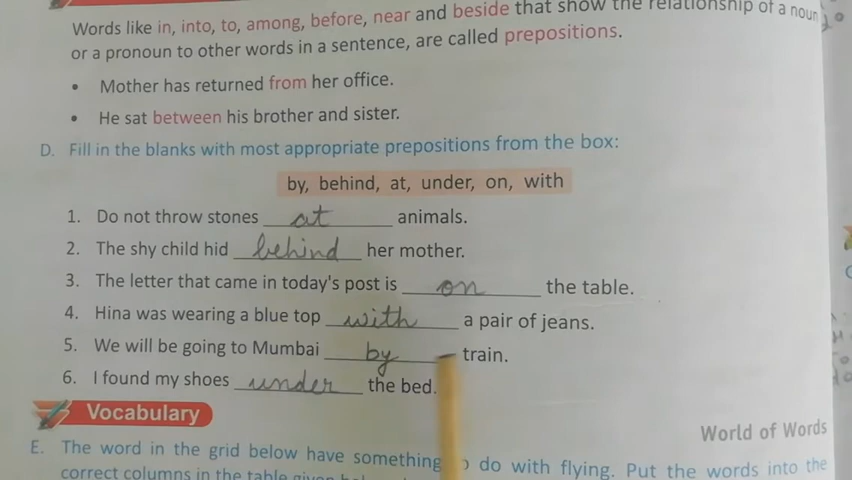 Words like in, into, to, among, before, near and beside that show the relationship of a noun
or a pronoun to other words in a sentence, are called prepositions.
• Mother has returned from her office.
• He sat between his brother and sister.
D. Fill in the blanks with most appropriate prepositions from the box:
by, behind, at, under, on, with
1. Do not throw stones at animals.
2. The shy child hid behind her mother.
3. The letter that came in today's post is on the table.
4. Hina was wearing a blue top with a pair of jeans.
5. We will be going to Mumbai by train.
6. I found my shoes under the bed.
Vocabulary
World of Words
E. The word in the grid below have something do with flying. Put the words into the
correct columns in the table